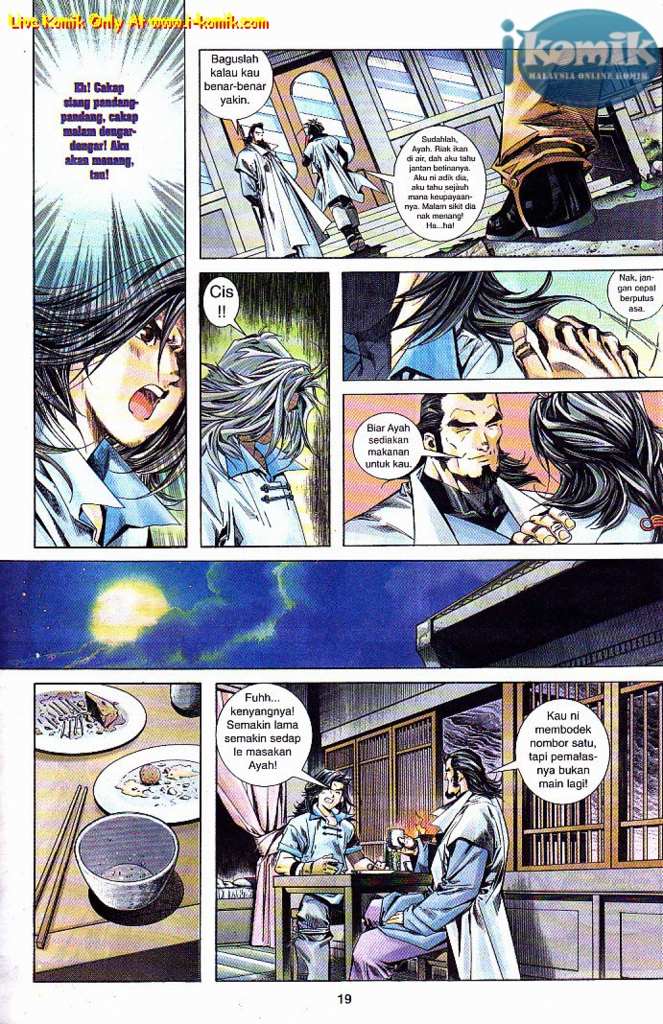 Live Komik Only At www.i-komik.com
ikomik
MALAYSIA ONLINE KOMIK
Eh! Cakap
siang pandang-
pandang, cakap
malam dengar-
dengar! Aku
akan menang,
tau!
Baguslah
kalau kau
benar-benar
yakin.
Sudahlah,
Ayah. Riak ikan
di air, dah aku tahu
jantan betinanya.
Aku ni adik dia,
aku tahu sejauh
mana keupayaan-
nya. Malam sikit dia
nak menang!
Ha...ha!
Cis
!!
Nak, jan-
gan cepat
berputus
asa.
Biar Ayah
sediakan
makanan
untuk kau.
Fuhh...
kenyangnya!
Semakin lama
semakin sedap
le masakan
Ayah!
Kau ni
membodek
nombor satu,
tapi pemalas-
nya bukan
main lagi!
19